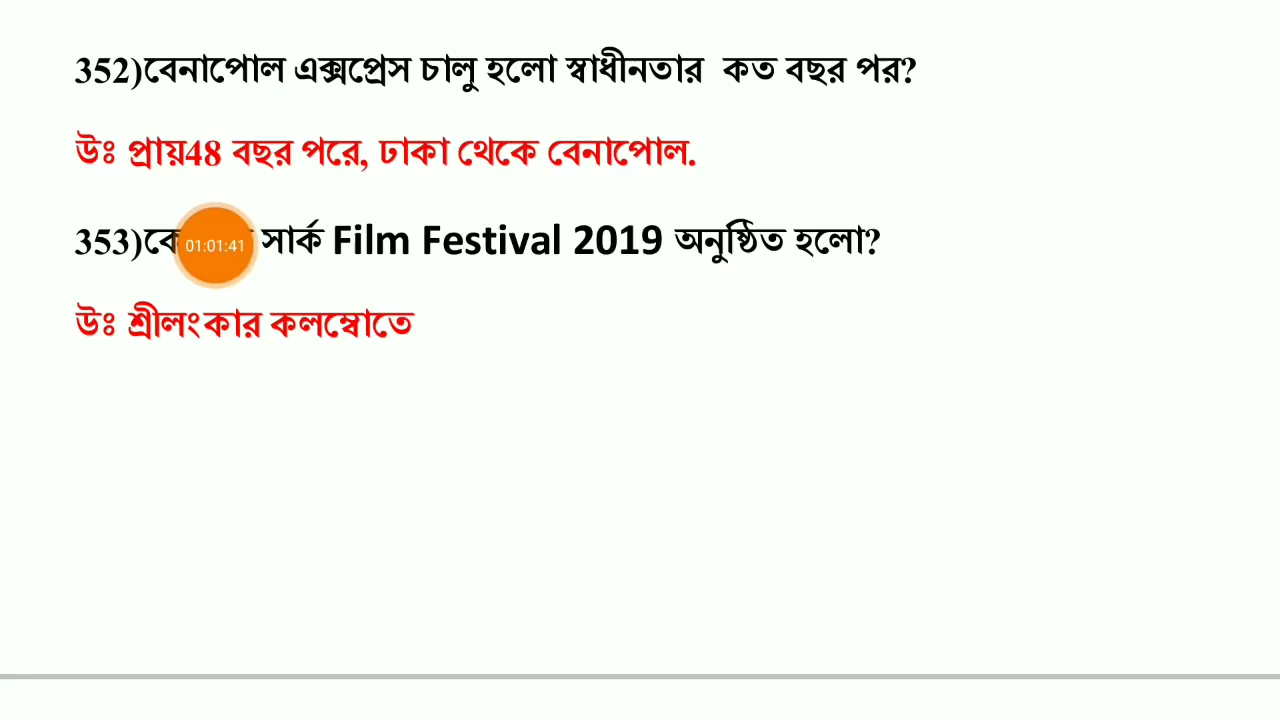 352)বেনাপোল এক্সপ্রেস চালু হলো স্বাধীনতার কত বছর পর?
উঃ প্রায়48 বছর পরে, ঢাকা থেকে বেনাপোল.
353) সার্ক Film Festival 2019 অনুষ্ঠিত হলো?
01:01:41
উঃ শ্রীলংকার কলম্বোতে